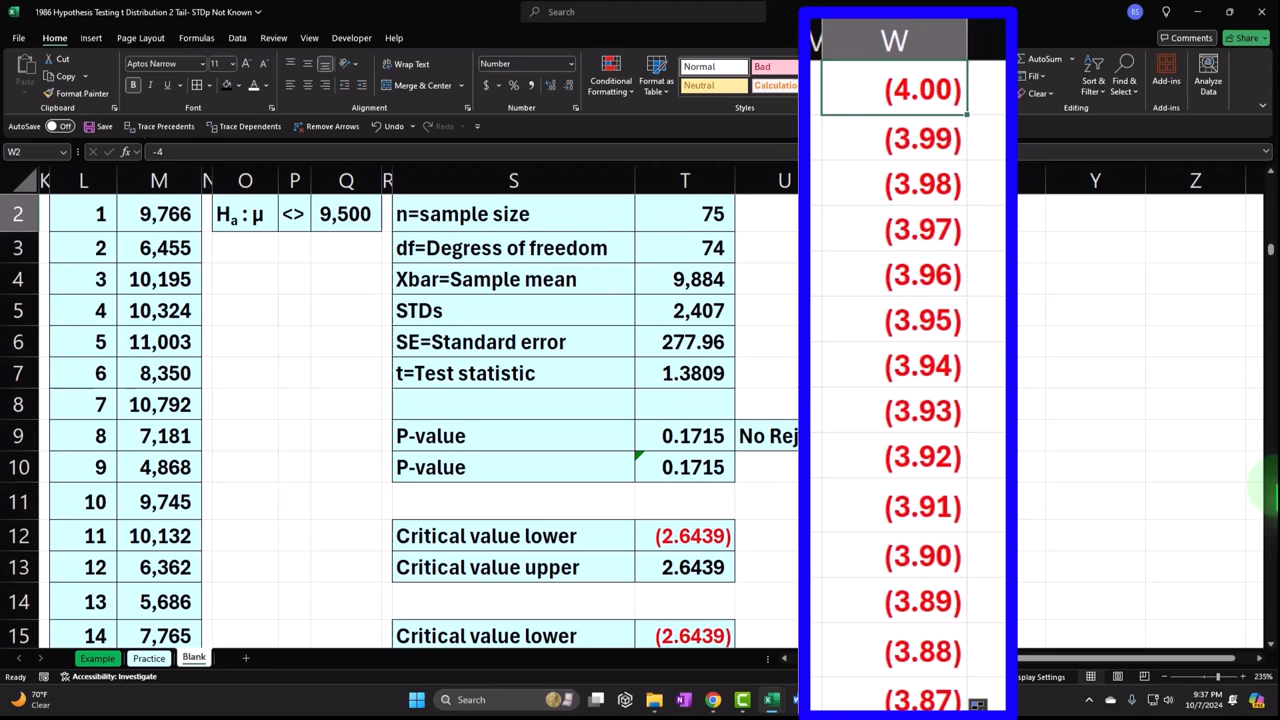 1986 Hypothesis Testing t Distribution 2 Tail- STDp Not Known
Search
BS
File Home Insert Page Layout Formulas Data Review View Developer Help
Comments Share
Paste
Cut
Copy
Format Painter
Clipboard
Aptos Narrow 11
Font
Wrap Text
Merge & Center
Alignment
Number
Number
Conditional Formatting
Format as Table
Normal Bad
Neutral Calculatio
Styles
AutoSum
Fill
Clear
Sort & Filter
Find & Select
Editing
Add-ins
Add-ins
Analyze Data
AutoSave Off Save Trace Precedents Trace Dependents Remove Arrows Undo Redo
W2 fx -4
K L M N O P Q R S T U V W Y Z
2 1 9,766 Ha : µ <> 9,500 n=sample size 75 (4.00)
3 2 6,455 df=Degress of freedom 74 (3.99)
4 3 10,195 Xbar=Sample mean 9,884 (3.98)
5 4 10,324 STDs 2,407 (3.97)
6 5 11,003 SE=Standard error 277.96 (3.96)
7 6 8,350 t=Test statistic 1.3809 (3.95)
8 7 10,792 (3.94)
9 8 7,181 P-value 0.1715 No Rej (3.93)
10 9 4,868 P-value 0.1715 (3.92)
11 10 9,745 (3.91)
12 11 10,132 Critical value lower (2.6439) (3.90)
13 12 6,362 Critical value upper 2.6439 (3.89)
14 13 5,686 (3.88)
15 14 7,765 Critical value lower (2.6439) (3.87)
Example Practice Blank
Ready Accessibility: Investigate
Display Settings 235%
70°F
Clear
Search
9:37 PM
10/7/2024